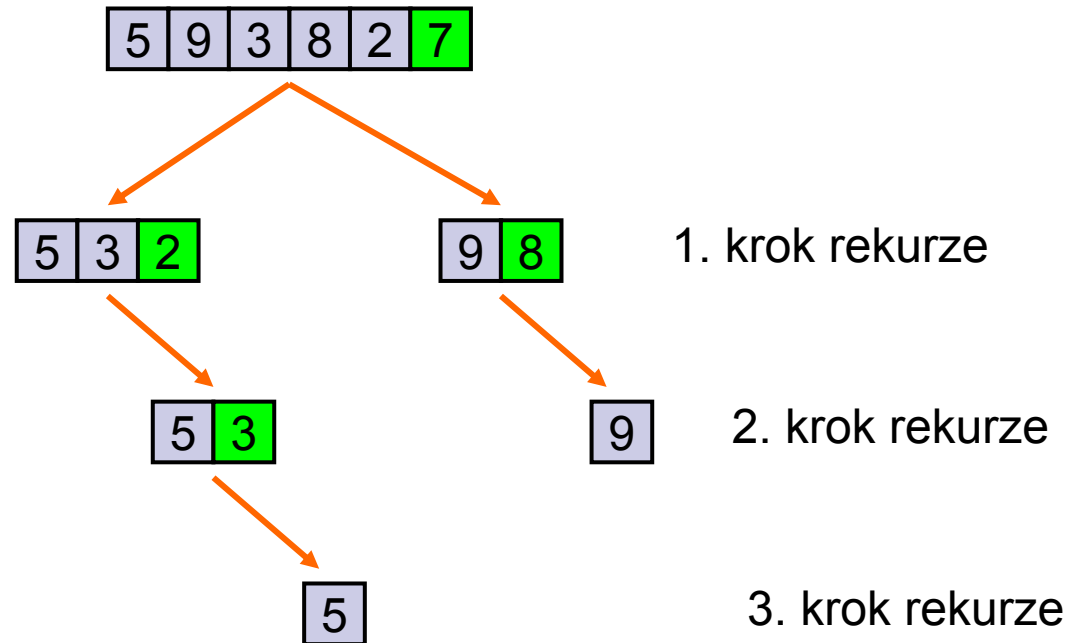 5 9 3 8 2 7
5 3 2 9 8 1. krok rekurze
5 3 9 2. krok rekurze
5 3. krok rekurze